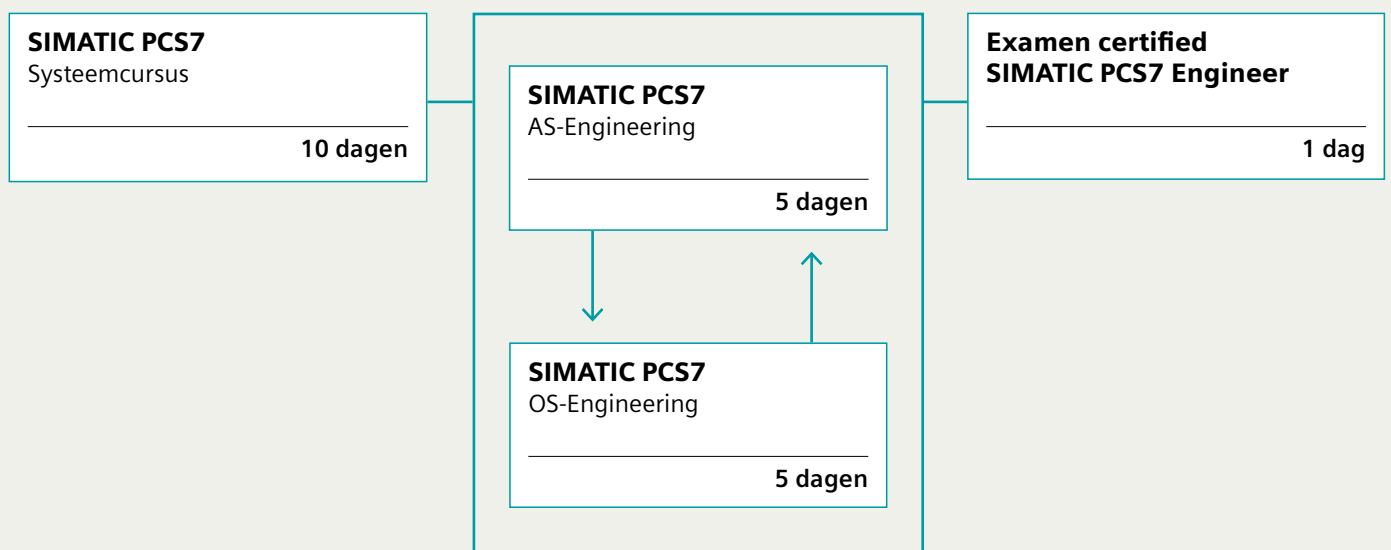 SIMATIC PCS7
Systeemcursus
10 dagen
SIMATIC PCS7
AS-Engineering
5 dagen
SIMATIC PCS7
OS-Engineering
5 dagen
Examen certified
SIMATIC PCS7 Engineer
1 dag